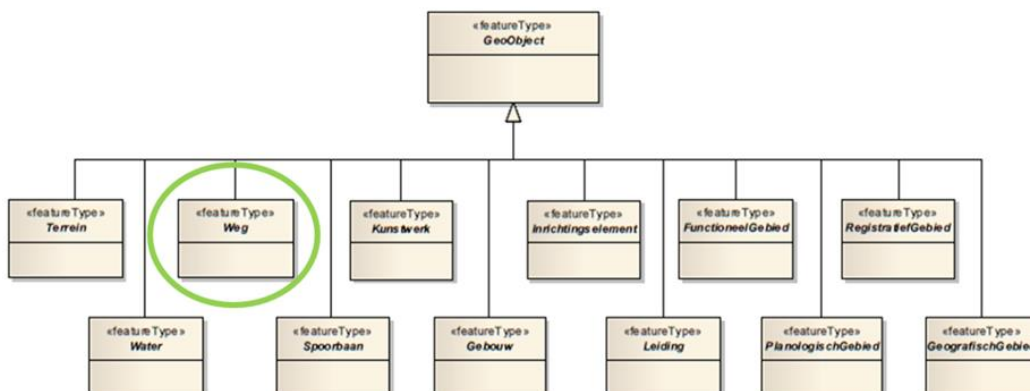 «featureType»
GeoObject
«featureType»
Terrein
«featureType»
Weg
«featureType»
Kunstwerk
«featureType»
Inrichtingselement
«featureType»
FunctioneelGebied
«featureType»
RegistratiefGebied
«featureType»
Water
«featureType»
Spoorbaan
«featureType»
Gebouw
«featureType»
Leiding
«featureType»
PlanologischGebied
«featureType»
GeografischGebied